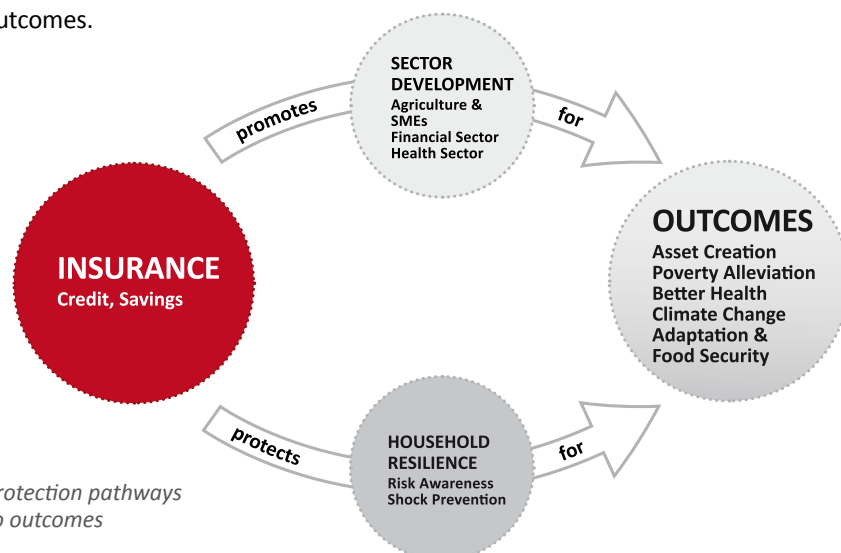 utcomes.
promotes
SECTOR
DEVELOPMENT
Agriculture &
SMEs
Financial Sector
Health Sector
for
INSURANCE
Credit, Savings
OUTCOMES
Asset Creation
Poverty Alleviation
Better Health
Climate Change
Adaptation &
Food Security
protects
HOUSEHOLD
RESILIENCE
Risk Awareness
Shock Prevention
for
rotection pathways
outcomes